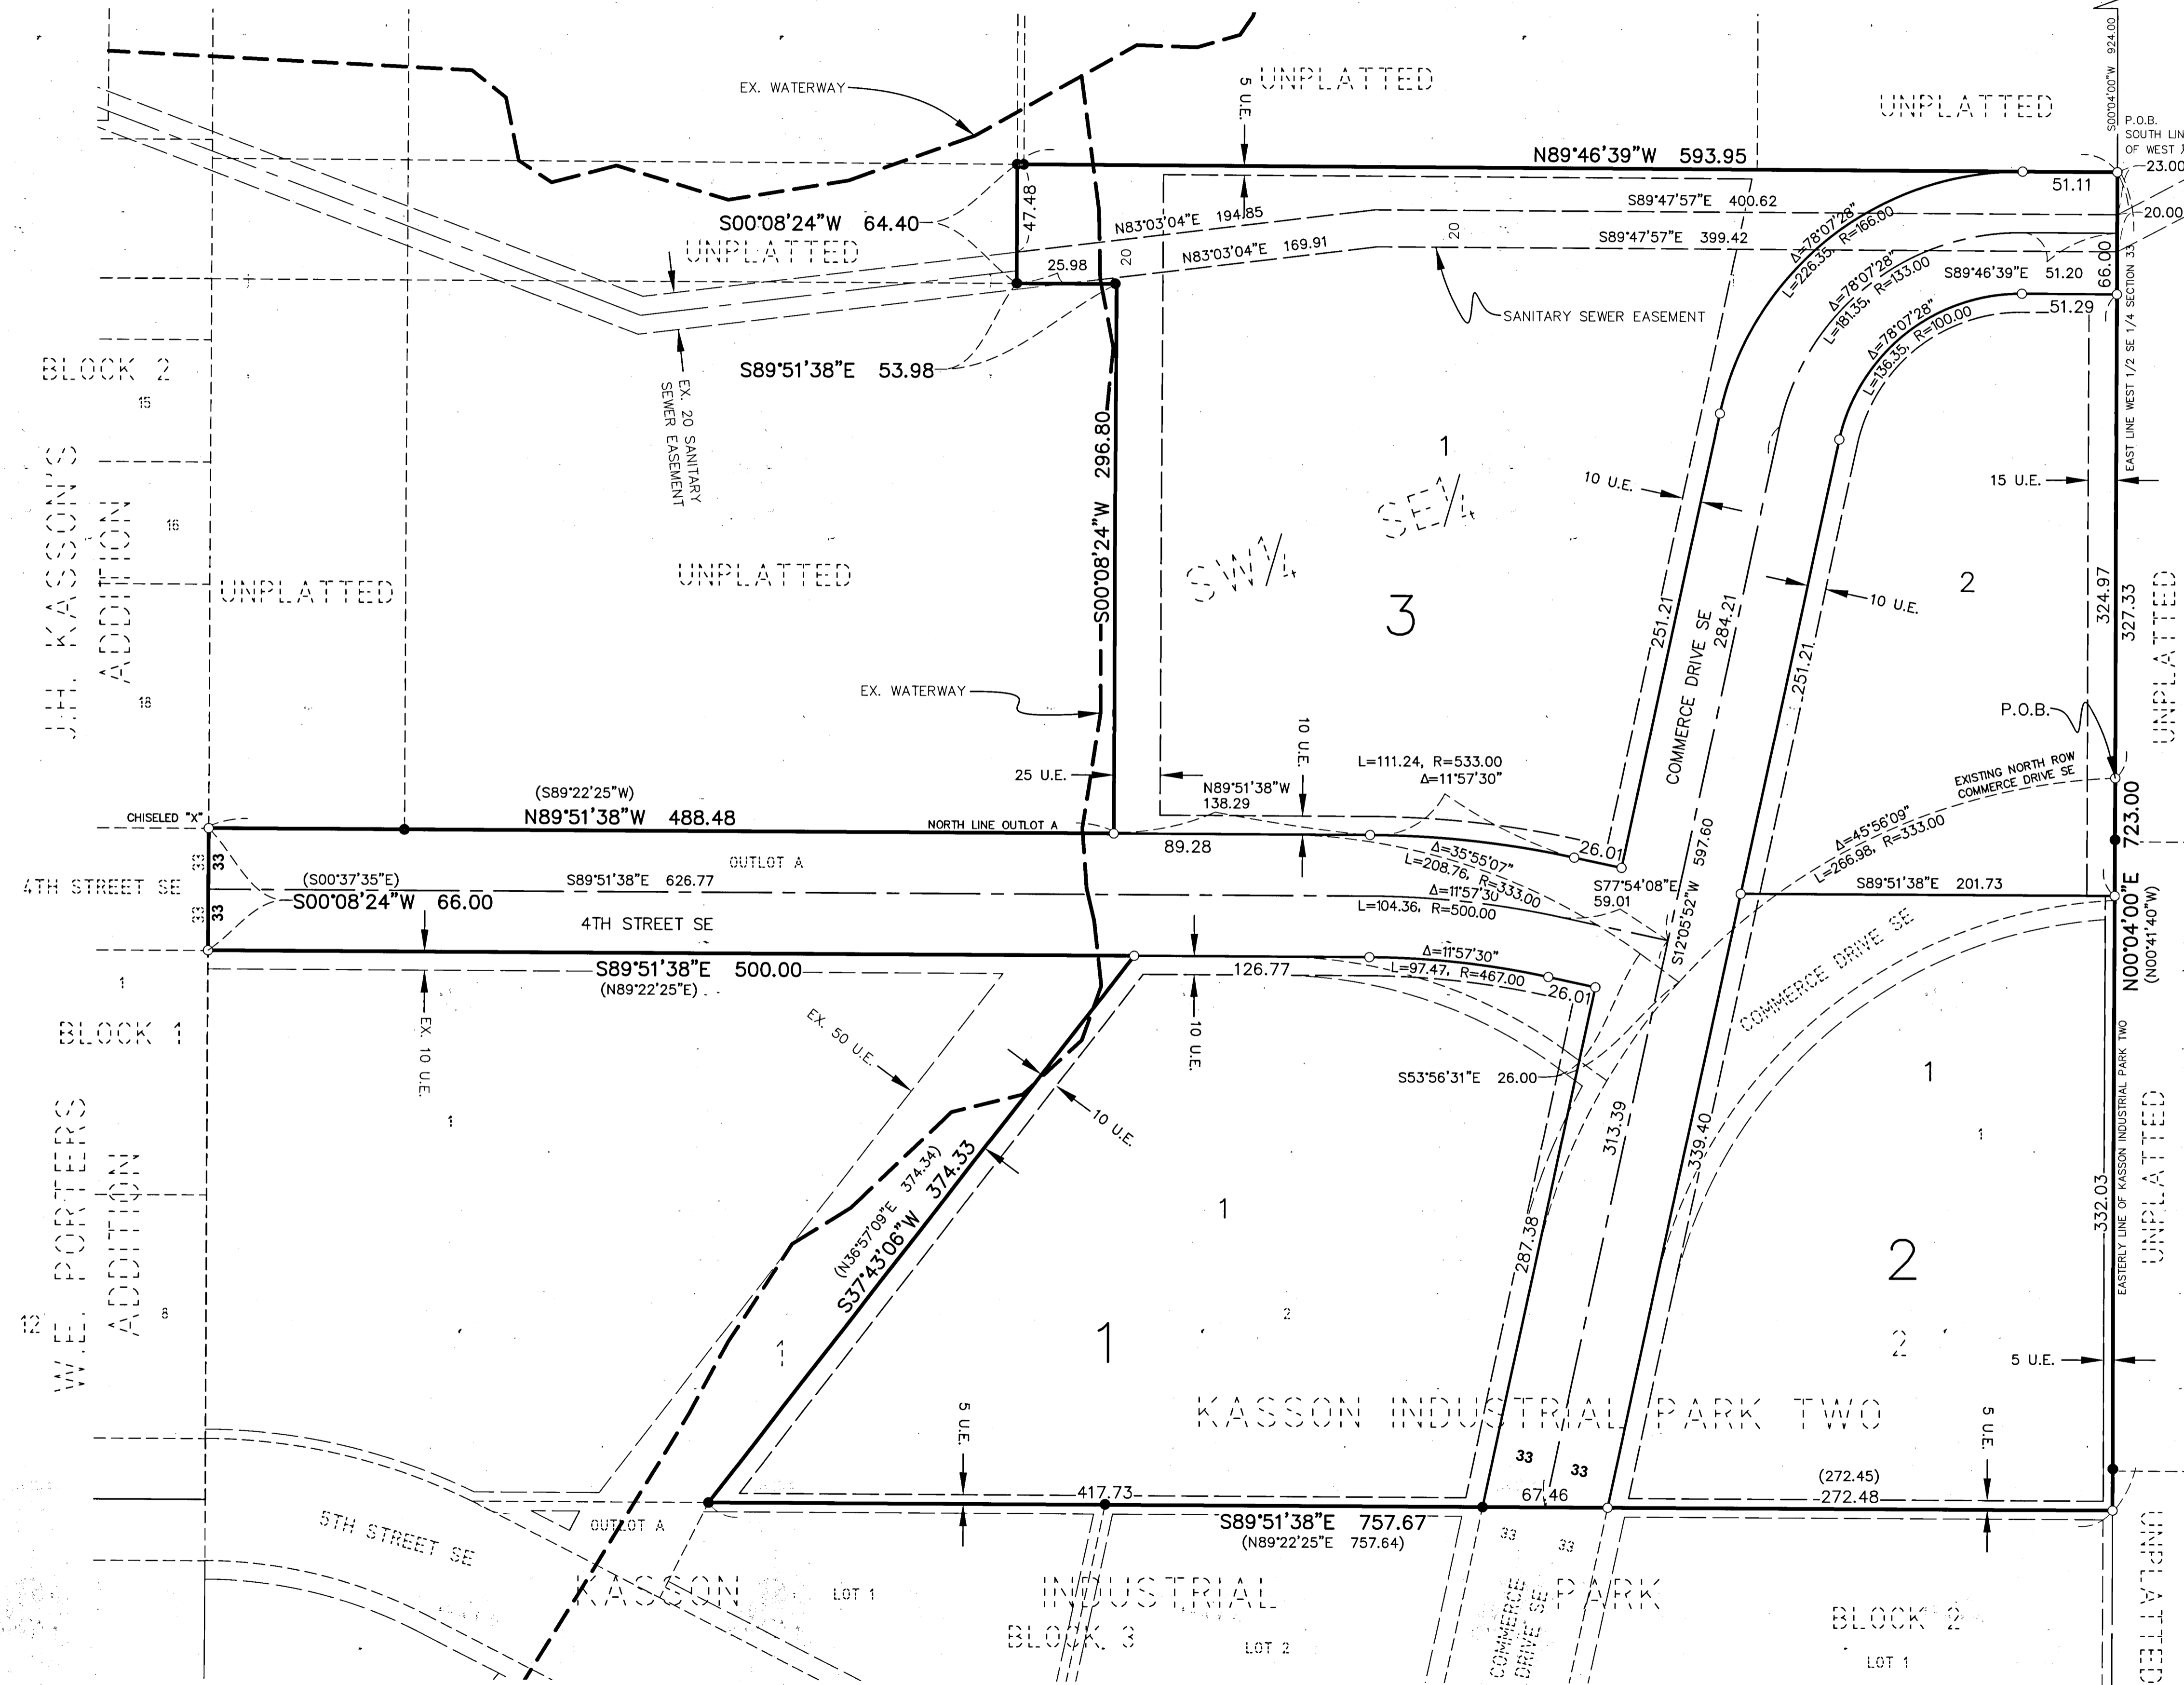 S00°04'00"W 924.00
P.O.B.
SOUTH LIN
OF WEST
23.00
20.00
EX. WATERWAY
5 U.E.
UNPLATTED
UNPLATTED
N89°46'39"W 593.95
51.11
S00°08'24"W 64.40
47.48
UNPLATTED
N83°03'04"E 194.85
S89°47'57"E 400.62
20
20
N83°03'04"E 169.91
S89°47'57"E 399.42
25.98
Δ=78°07'28"
L=226.35, R=166.00
Δ=78°07'28"
L=181.35, R=133.00
Δ=78°07'28"
L=136.35, R=100.00
S89°46'39"E 51.20
66.00
51.29
SANITARY SEWER EASEMENT
EAST LINE WEST 1/2 SE 1/4 SECTION 33
S89°51'38"E 53.98
EX. 20 SANITARY
SEWER EASEMENT
BLOCK 2
15
16
18
J.H. KASSON'S
ADDITION
UNPLATTED
UNPLATTED
S00°08'24"W 296.80
1
SW 1/4
SE 1/4
3
10 U.E.
15 U.E.
2
10 U.E.
251.21
COMMERCE DRIVE SE
284.21
251.21
324.97
327.33
UNPLATTED
EX. WATERWAY
P.O.B.
25 U.E.
10 U.E.
L=111.24, R=533.00
Δ=11°57'30"
N89°51'38"W
138.29
EXISTING NORTH ROW
COMMERCE DRIVE SE
(S89°22'25"W)
N89°51'38"W 488.48
CHISELED "X"
NORTH LINE OUTLOT A
89.28
26.01
S12°05'52"W 597.60
Δ=45°56'09"
L=266.98, R=333.00
723.00
N00°04'00"E
(N00°41'40"W)
33
33
33
33
4TH STREET SE
OUTLOT A
(S00°37'35"E)
S00°08'24"W 66.00
S89°51'38"E 626.77
4TH STREET SE
Δ=35°55'07"
L=208.76, R=333.00
Δ=11°57'30
L=104.36, R=500.00
S77°54'08"E
59.01
S89°51'38"E 201.73
COMMERCE DRIVE SE
S89°51'38"E 500.00
(N89°22'25"E)
126.77
Δ=11°57'30"
L=97.47, R=467.00
26.01
1
BLOCK 1
EX. 10 U.E.
EX. 50 U.E.
10 U.E.
10 U.E.
S53°56'31"E 26.00
1
1
EASTERLY LINE OF KASSON INDUSTRIAL PARK TWO
W.E. PORTERS
ADDITION
12
8
1
(N36°57'09"E 374.34)
S37°43'06"W 374.33
1
287.38
313.39
339.40
332.03
UNPLATTED
2
2
1
1
2
5 U.E.
KASSON INDUSTRIAL PARK TWO
5 U.E.
5 U.E.
33
33
(272.45)
417.73
67.46
272.48
5TH STREET SE
OUTLOT A
S89°51'38"E 757.67
(N89°22'25"E 757.64)
33
33
KASSON INDUSTRIAL PARK
LOT 1
BLOCK 3
LOT 2
COMMERCE
DRIVE SE
BLOCK 2
LOT 1
UNPLATTED